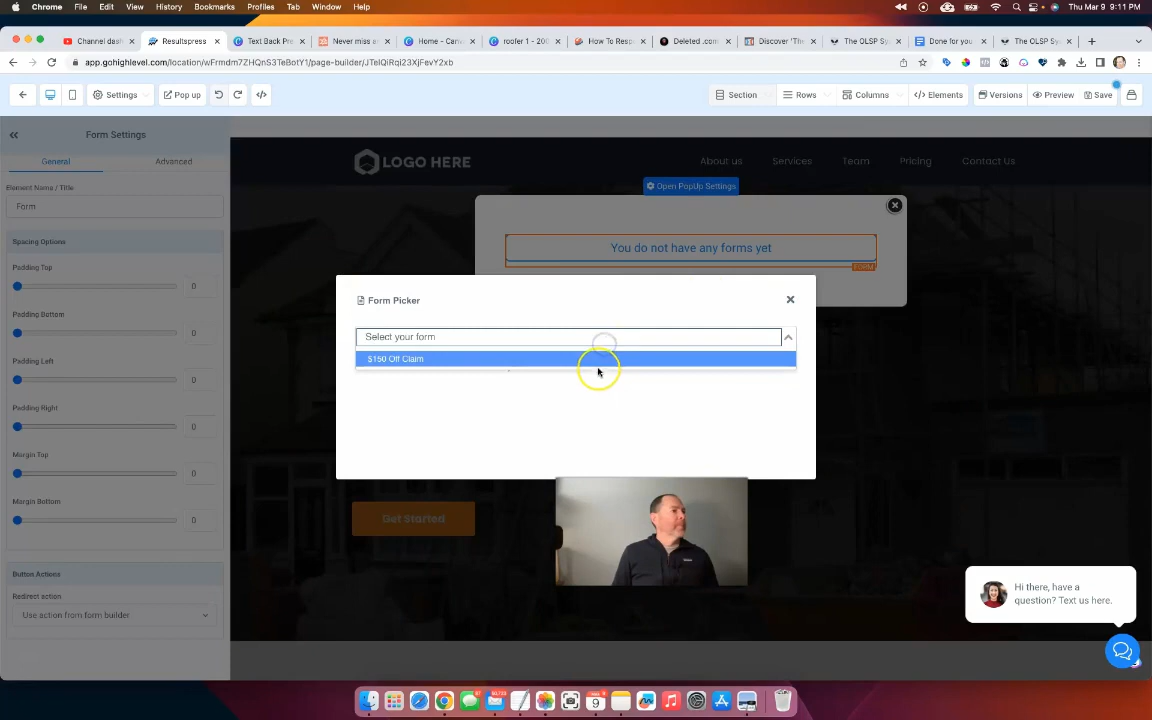 Chrome File Edit View History Bookmarks Profiles Tab Window Help Thu Mar 9 9:11 PM
Channel dash Resultspress Text Back Pr Never miss a Home - Canv roofer 1 - 200 How To Resp Deleted .com Discover 'The The OLSP Sy Done for you The OLSP Sy
app.gohighlevel.com/location/wFrmdm7ZHQnS3TeBotY1/page-builder/JTelQiRqi23XjFevY2xb
Settings Pop up Section Rows Columns Elements Versions Preview Save
Form Settings
General Advanced
Element Name / Title
Form
Spacing Options
Padding Top
0
Padding Bottom
0
Padding Left
0
Padding Right
0
Margin Top
0
Margin Bottom
0
Button Actions
Redirect action
Use action from form builder
LOGO HERE About us Services Team Pricing Contact Us
Open PopUp Settings
You do not have any forms yet
FORM
Form Picker
Select your form
$150 Off Claim
Get Started
Hi there, have a
question? Text us here.